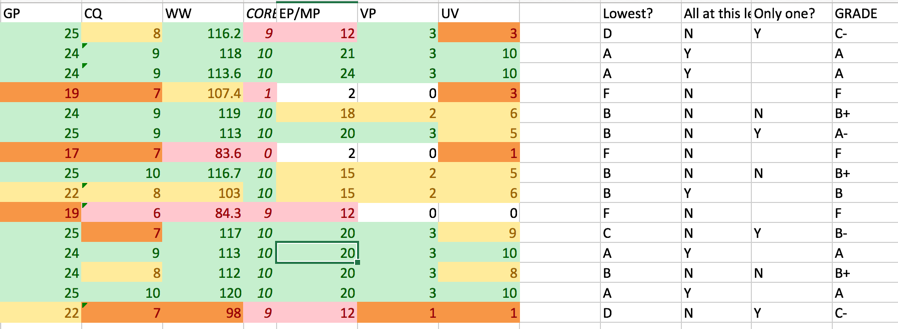 GP CQ WW CORE EP/MP VP UV Lowest? All at this le Only one? GRADE
25 8 116.2 9 12 3 3 D N Y C-
24 9 118 10 21 3 10 A Y A
24 9 113.6 10 24 3 10 A Y A
19 7 107.4 1 2 0 3 F N F
24 9 119 10 18 2 6 B N N B+
25 9 113 10 20 3 5 B N Y A-
17 7 83.6 0 2 0 1 F N F
25 10 116.7 10 15 2 5 B N N B+
22 8 103 10 15 2 6 B Y B
19 6 84.3 9 12 0 0 F N F
25 7 117 10 20 3 9 C N Y B-
24 9 113 10 20 3 10 A Y A
24 8 112 10 20 3 8 B N N B+
25 10 120 10 20 3 10 A Y A
22 7 98 9 12 1 1 D N Y C-